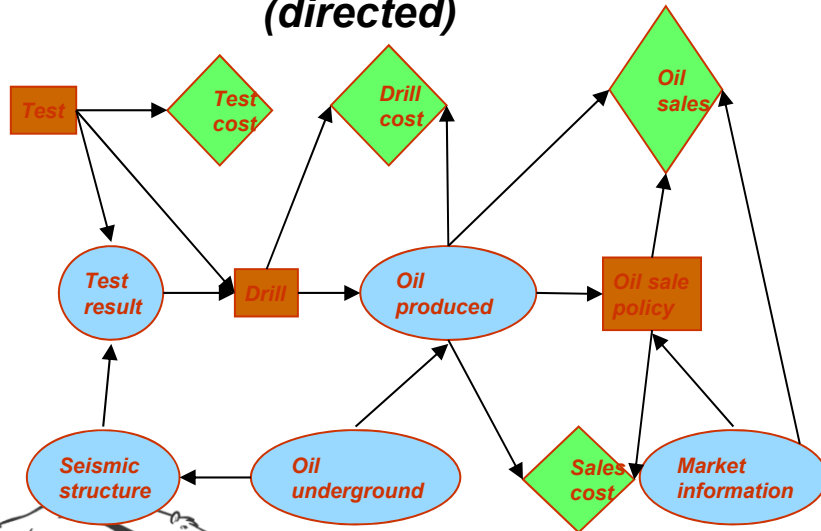 (directed)
Test
Test
cost
Drill
cost
Oil
sales
Test
result
Drill
Oil
produced
Oil sale
policy
Seismic
structure
Oil
underground
Sales
cost
Market
information